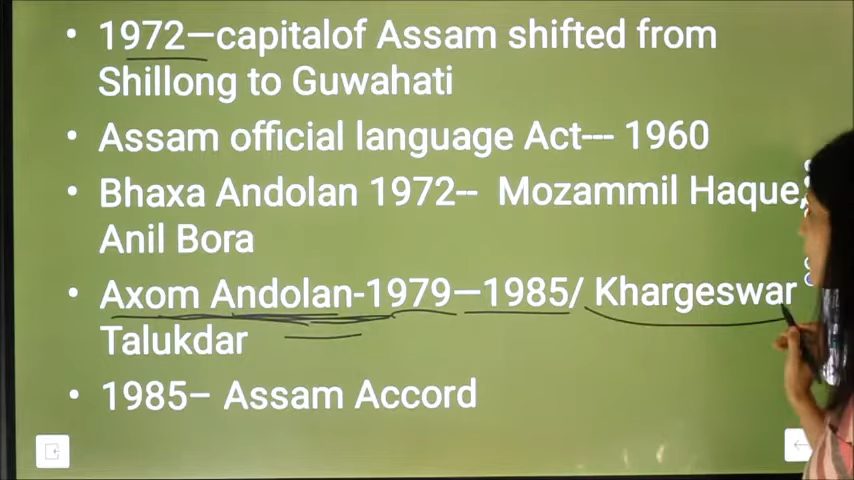 • 1972—capitalof Assam shifted from
Shillong to Guwahati
• Assam official language Act--- 1960
• Bhaxa Andolan 1972-- Mozammil Haque,
Anil Bora
• Axom Andolan-1979—1985/ Khargeswar
Talukdar
• 1985– Assam Accord